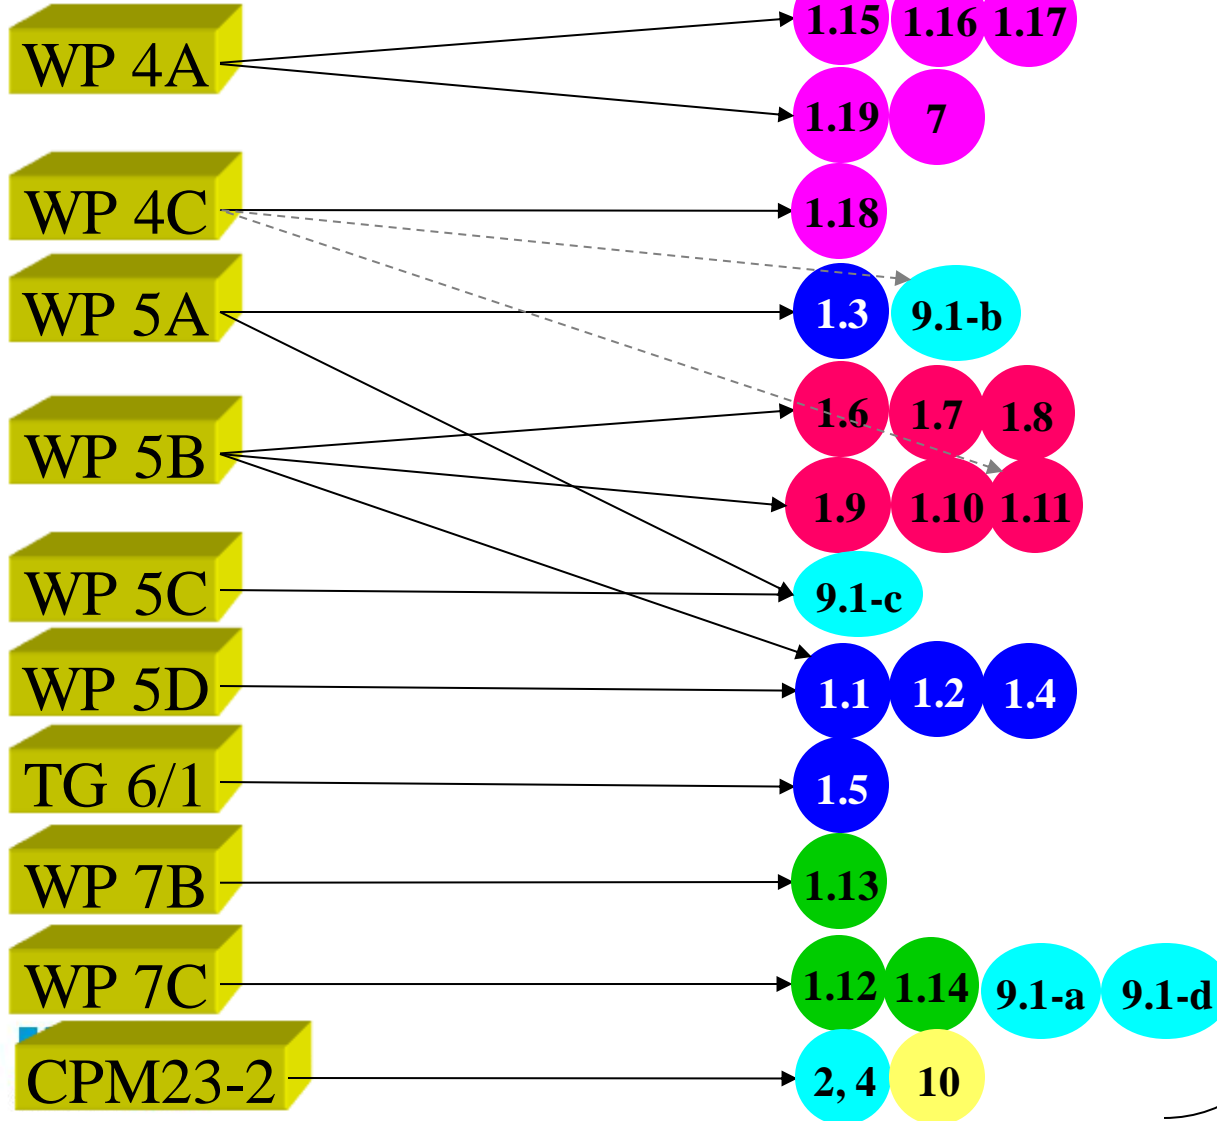 WP 4A 1.15 1.16 1.17
1.19 7
WP 4C 1.18
WP 5A 1.3 9.1-b
WP 5B 1.6 1.7 1.8
1.9 1.10 1.11
WP 5C 9.1-c
WP 5D 1.1 1.2 1.4
TG 6/1 1.5
WP 7B 1.13
WP 7C 1.12 1.14 9.1-a 9.1-d
CPM23-2 2, 4 10